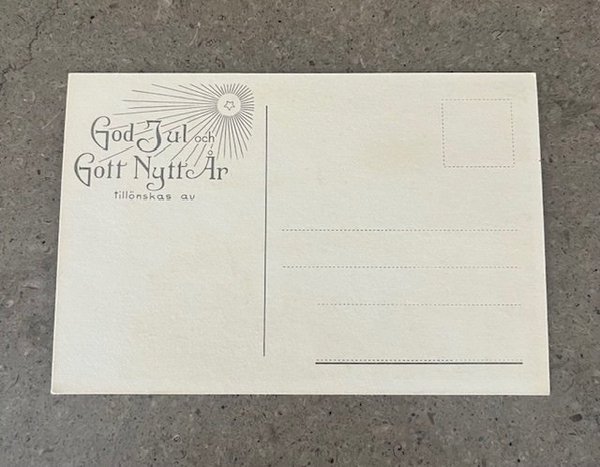 God Jul och
Gott Nytt År
tillönskas av